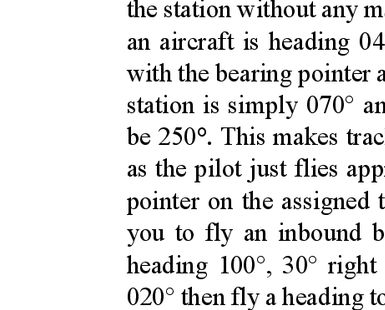 the station without any m
an aircraft is heading 04
with the bearing pointer a
station is simply 070° an
be 250°. This makes trac
as the pilot just flies app
pointer on the assigned t
you to fly an inbound b
heading 100°, 30° right
020° then fly a heading to